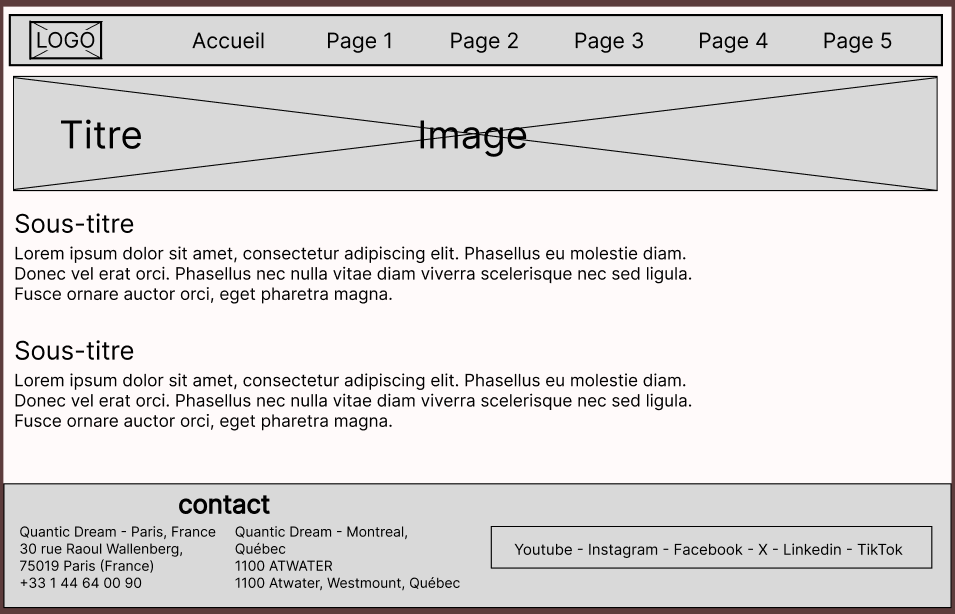 LOGO Accueil Page 1 Page 2 Page 3 Page 4 Page 5
Titre
Image
Sous-titre
Lorem ipsum dolor sit amet, consectetur adipiscing elit. Phasellus eu molestie diam.
Donec vel erat orci. Phasellus nec nulla vitae diam viverra scelerisque nec sed ligula.
Fusce ornare auctor orci, eget pharetra magna.
Sous-titre
Lorem ipsum dolor sit amet, consectetur adipiscing elit. Phasellus eu molestie diam.
Donec vel erat orci. Phasellus nec nulla vitae diam viverra scelerisque nec sed ligula.
Fusce ornare auctor orci, eget pharetra magna.
contact
Quantic Dream - Paris, France
30 rue Raoul Wallenberg,
75019 Paris (France)
+33 1 44 64 00 90
Quantic Dream - Montreal,
Québec
1100 ATWATER
1100 Atwater, Westmount, Québec
Youtube - Instagram - Facebook - X - Linkedin - TikTok